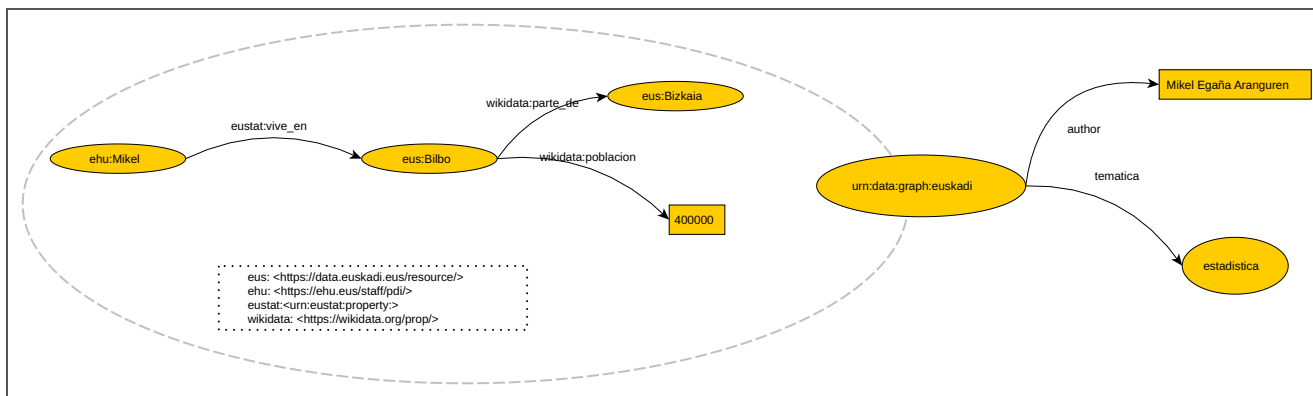 eus:Bizkaia
Mikel Egaña Aranguren
wikidata:parte_de
eustat:vive_en
author
ehu:Mikel
eus:Bilbo
wikidata:poblacion
tematica
urn:data:graph:euskadi
400000
estadistica
eus: <https://data.euskadi.eus/resource/>
ehu: <https://ehu.eus/staff/pdi/>
eustat:<urn:eustat:property:>
wikidata: <https://wikidata.org/prop/>